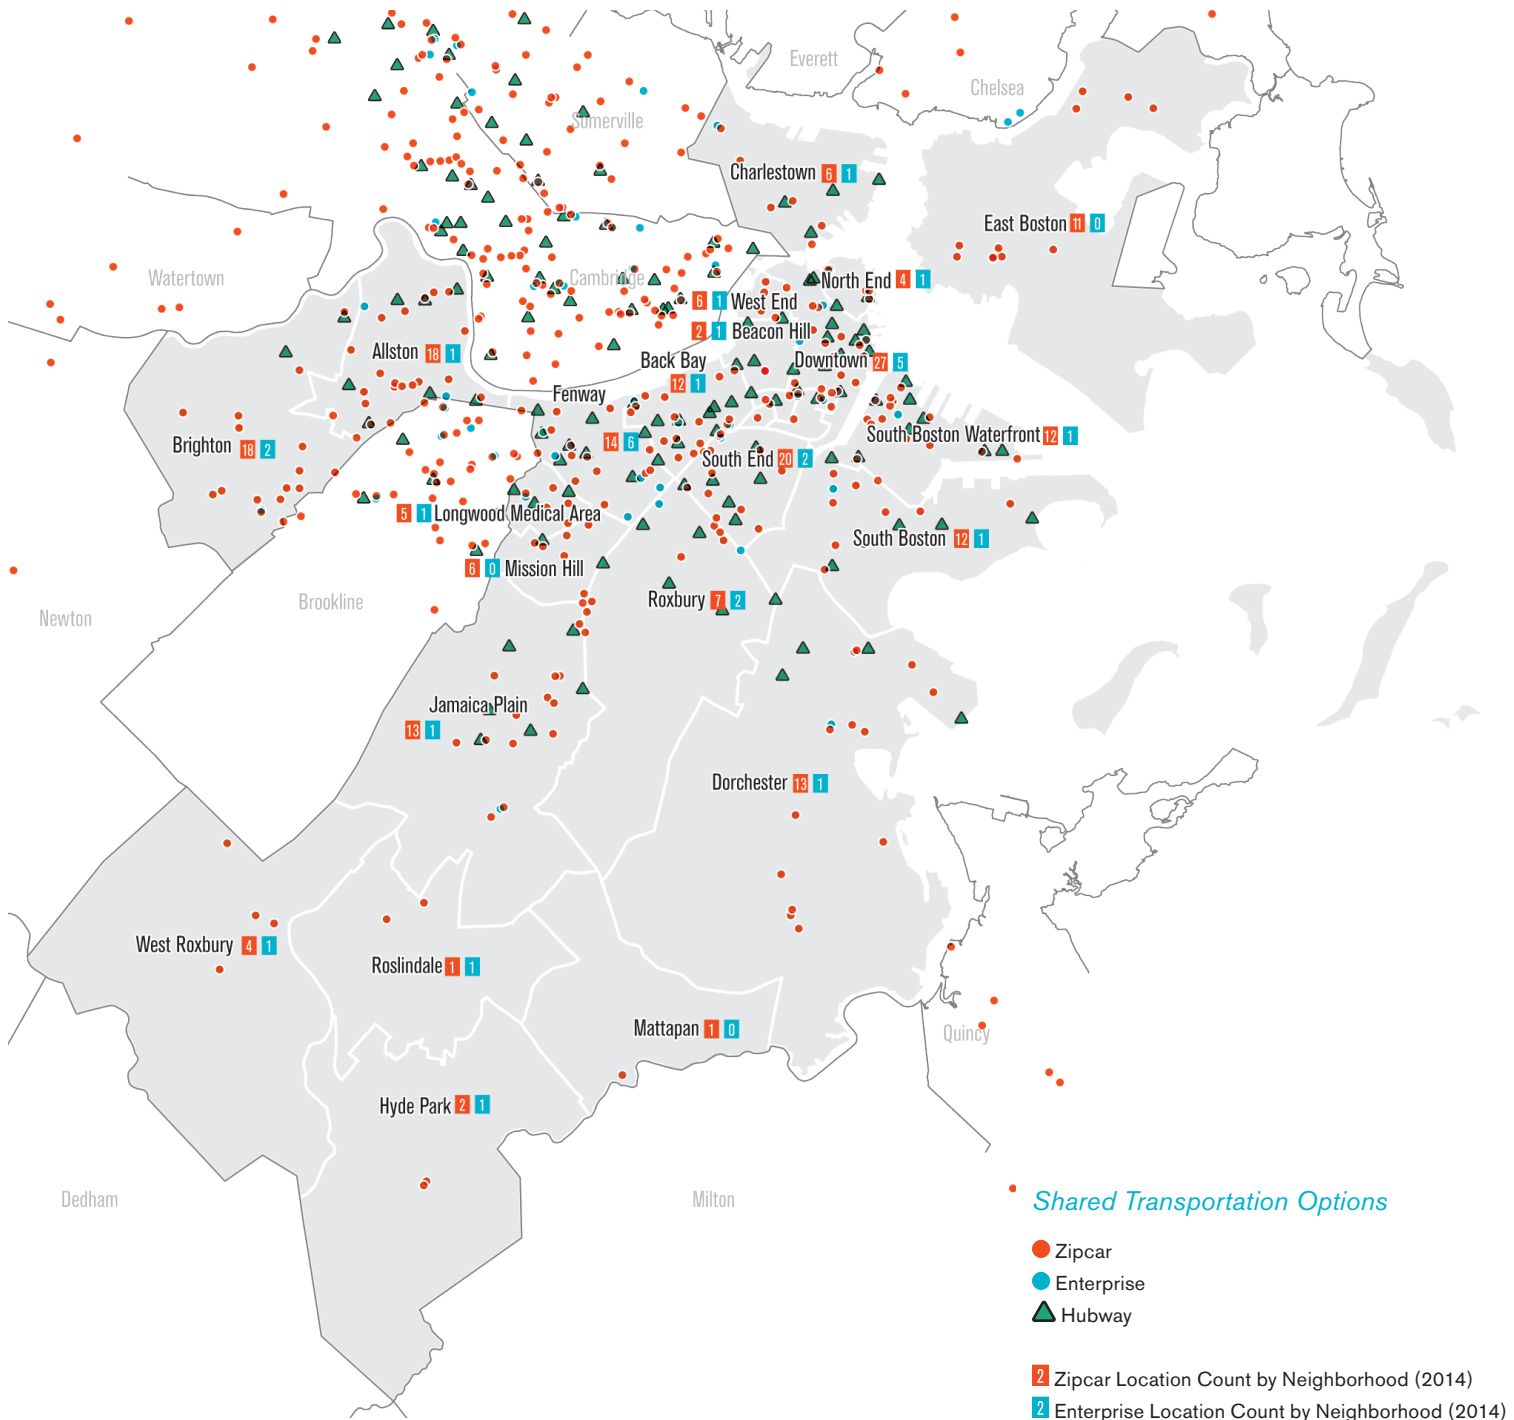 Everett
Chelsea
Somerville
Charlestown 6 1
East Boston 11 0
Watertown
Cambridge
North End 4 1
6 1 West End
2 1 Beacon Hill
Allston 18 1
Back Bay
12 1
Downtown 27 5
Fenway
14 6
Brighton 18 2
South Boston Waterfront 12 1
South End 20 2
5 1 Longwood Medical Area
South Boston 12 1
6 0 Mission Hill
Brookline
Roxbury 7 2
Newton
Jamaica Plain
13 1
Dorchester 13 1
West Roxbury 4 1
Roslindale 1 1
Mattapan 1 0
Quincy
Hyde Park 2 1
Dedham
Milton
Shared Transportation Options
Zipcar
Enterprise
Hubway
2 Zipcar Location Count by Neighborhood (2014)
2 Enterprise Location Count by Neighborhood (2014)